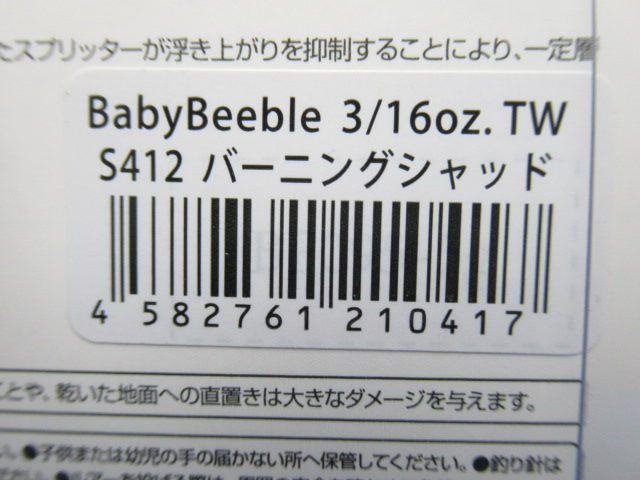 たスプリッターが浮き上がりを抑制することにより、一定層
BabyBeeble 3/16oz. TW
S412 バーニングシャッド
4 582761 210417
ことや、乾いた地面への直置きは大きなダメージを与えます。
い。●子供または幼児の手の届かない所へ保管してください。●釣り針は